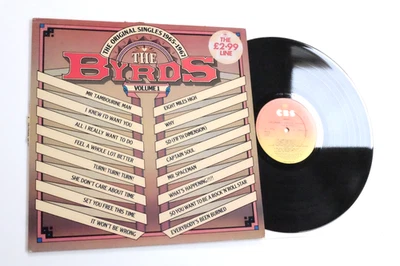 THE ORIGINAL SINGLES 1965-1967
THE
BYRDS
VOLUME 1
THE
£2·99
LINE
MR. TAMBOURINE MAN
I KNEW I'D WANT YOU
ALL I REALLY WANT TO DO
FEEL A WHOLE LOT BETTER
TURN! TURN! TURN!
SHE DON'T CARE ABOUT TIME
SET YOU FREE THIS TIME
IT WON'T BE WRONG
EIGHT MILES HIGH
WHY
5D (FIFTH DIMENSION)
CAPTAIN SOUL
MR. SPACEMAN
WHAT'S HAPPENING?!?!
SO YOU WANT TO BE A ROCK 'N' ROLL STAR
EVERYBODY'S BEEN BURNED
CBS